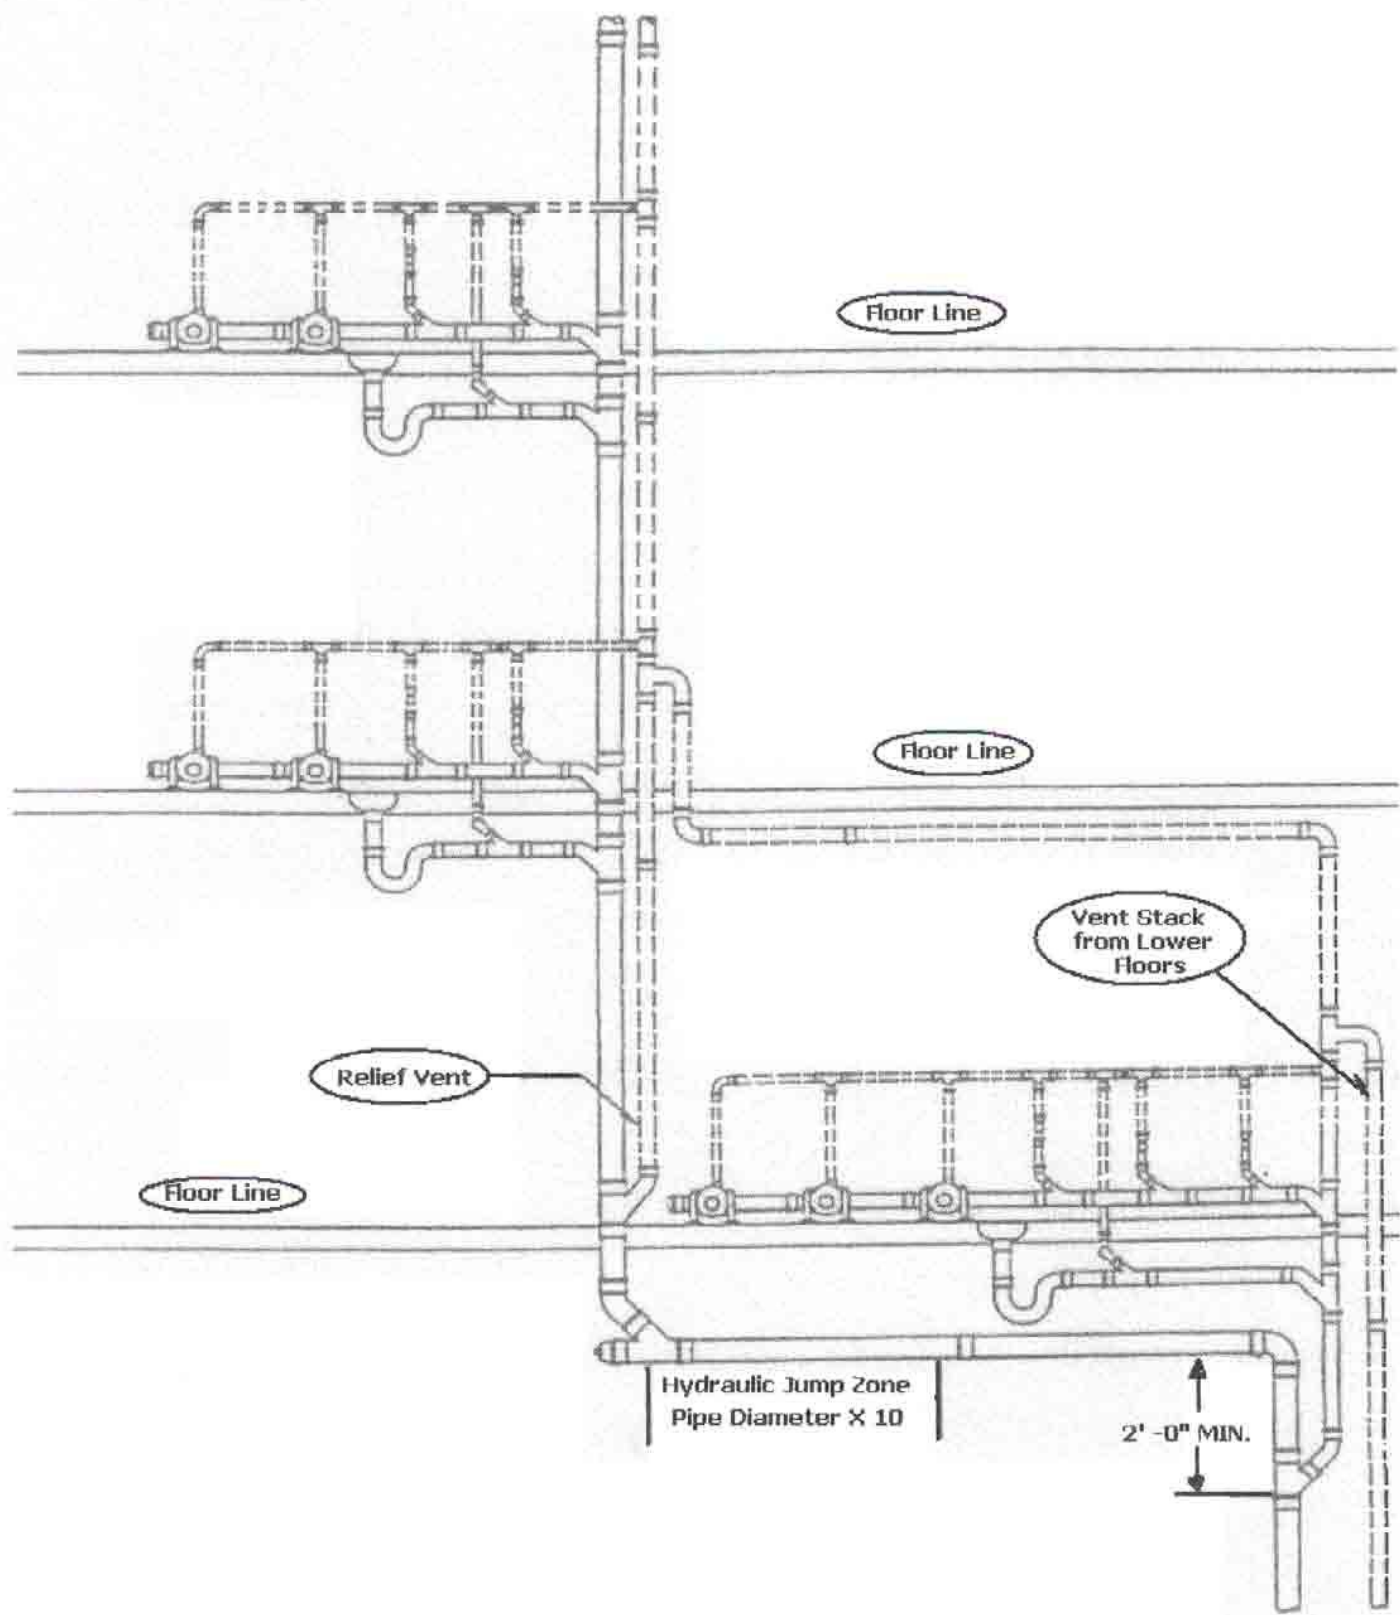 Floor Line
Floor Line
Vent Stack
from Lower
Floors
Relief Vent
Floor Line
Hydraulic Jump Zone
Pipe Diameter X 10
2' -0" MIN.